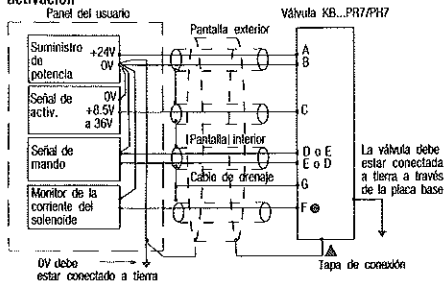 activación
Panel del usuario
Válvula KB...PR7/PH7
Pantalla exterior
Suministro
de
potencia
+24V
0V
A
B
Señal de
activ.
0V
+8.5V
a 36V
C
Señal de
mando
Pantalla interior
D o E
E o D
La válvula debe
estar conectada
a tierra a través
de la placa base
Cable de drenaje
G
Monitor de la
corriente del
solenoide
F
0V debe
estar conectado a tierra
Tapa de conexión